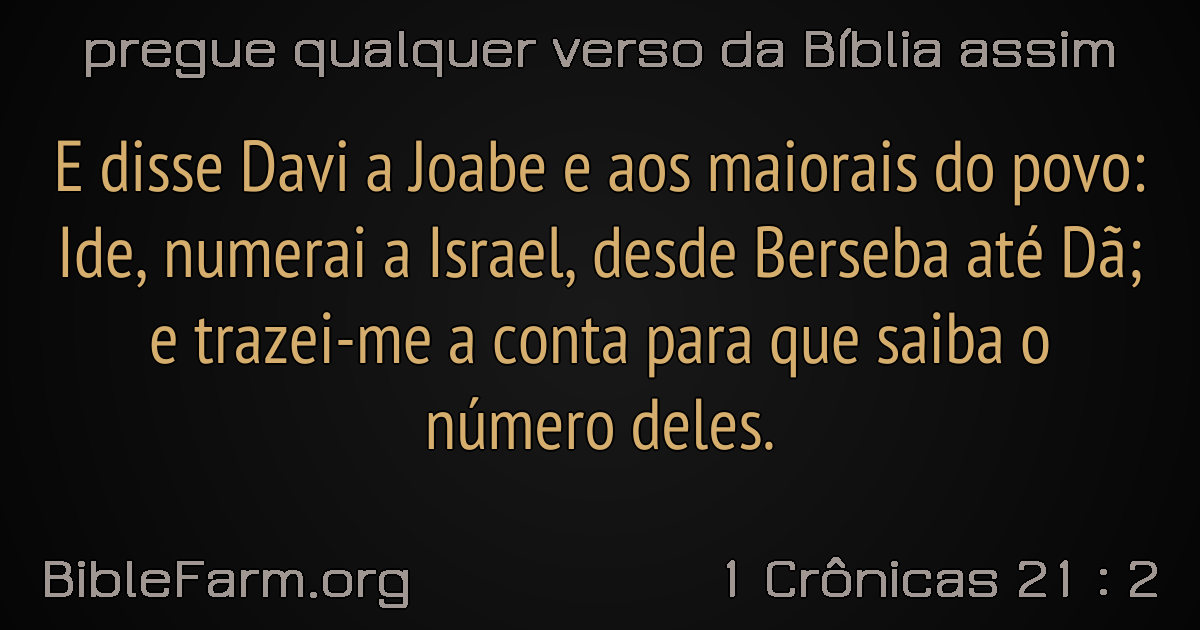 pregue qualquer verso da Bíblia assim
E disse Davi a Joabe e aos maiorais do povo:
Ide, numerai a Israel, desde Berseba até Dã;
e trazei-me a conta para que saiba o
número deles.
BibleFarm.org
1 Crônicas 21 : 2